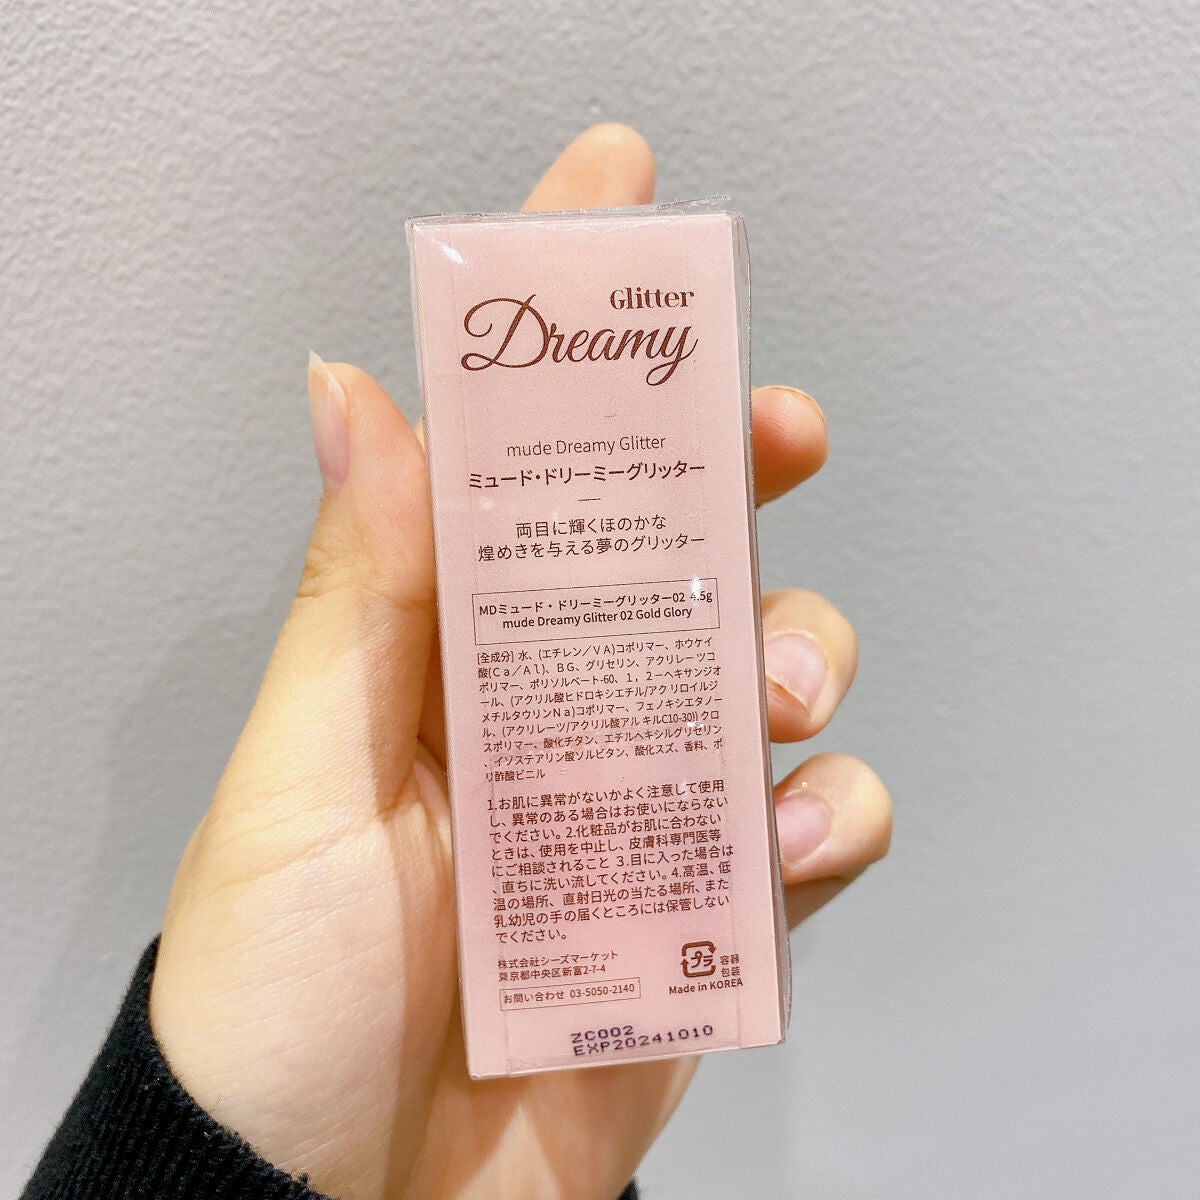 Glitter
Dreamy
mude Dreamy Glitter
ミュード・ドリーミーグリッター
両目に輝くほのかな
煌めきを与える夢のグリッター
MDミュード・ドリーミーグリッター02 4.5g
mude Dreamy Glitter 02 Gold Glory
[全成分] 水、(エチレン／ＶＡ)コポリマー、ホウケイ
酸(Ｃａ／Ａｌ)、ＢＧ、グリセリン、アクリレーツコ
ポリマー、ポリソルベート-60、１，２ーヘキサンジオ
ール、(アクリル酸ヒドロキシエチル/アクリロイルジ
メチルタウリンＮａ)コポリマー、フェノキシエタノー
ル、(アクリレーツ/アクリル酸アルキルC10-30)) クロ
スポリマー、酸化チタン、エチルヘキシルグリセリン
、イソステアリン酸ソルビタン、酸化スズ、香料、ポ
リ酢酸ビニル
1.お肌に異常がないかよく注意して使用
し、異常のある場合はお使いにならない
でください。2.化粧品がお肌に合わない
ときは、使用を中止し、皮膚科専門医等
にご相談されること 3.目に入った場合は
、直ちに洗い流してください。4.高温、低
温の場所、直射日光の当たる場所、また
乳幼児の手の届くところには保管しない
でください。
株式会社シーズマーケット
東京都中央区新富2-7-4
お問い合わせ 03-5050-2140
プラ 容器
包装
Made in KOREA
ZC002
EXP20241010